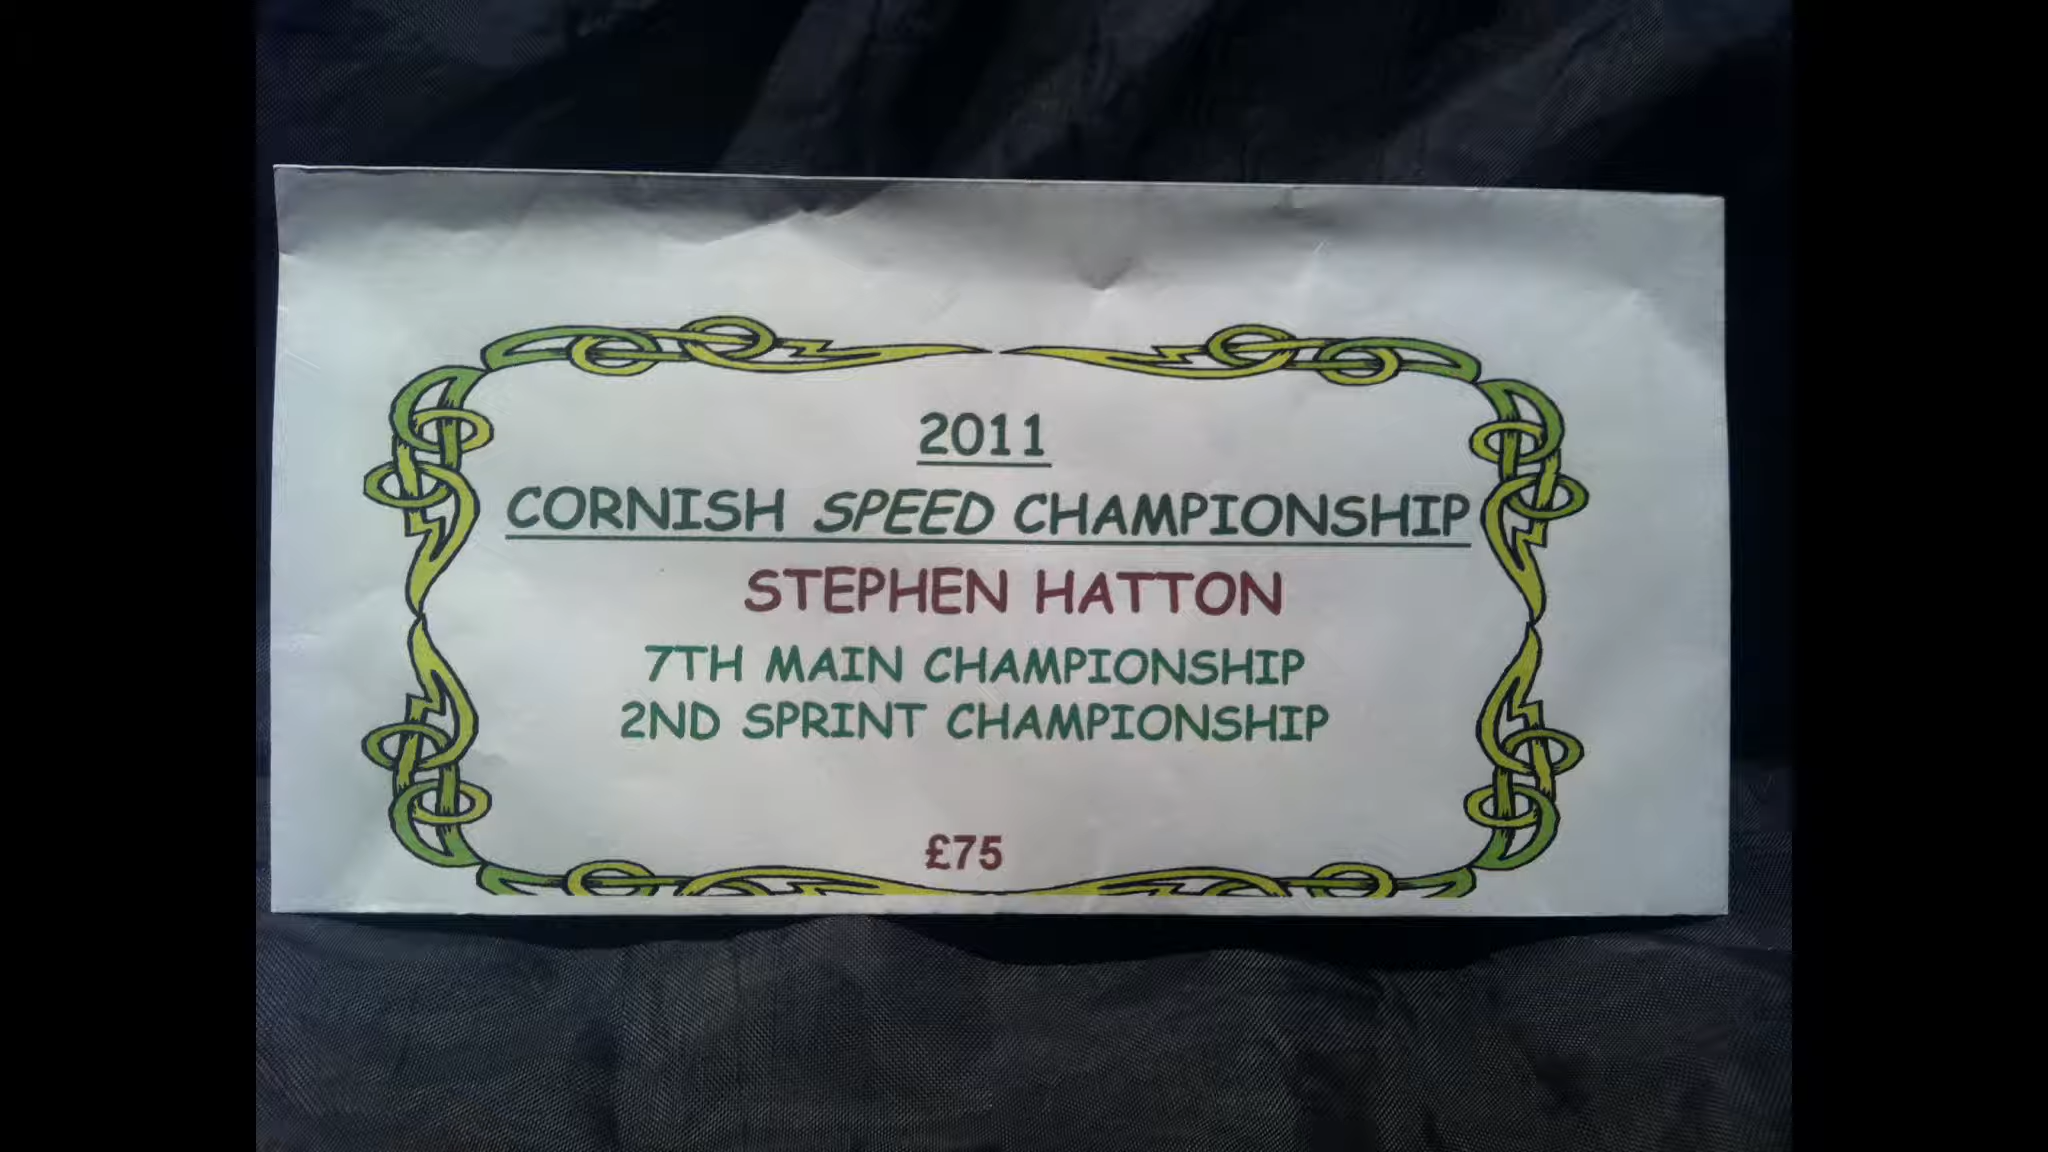 2011
CORNISH SPEED CHAMPIONSHIP
STEPHEN HATTON
7TH MAIN CHAMPIONSHIP
2ND SPRINT CHAMPIONSHIP
£75